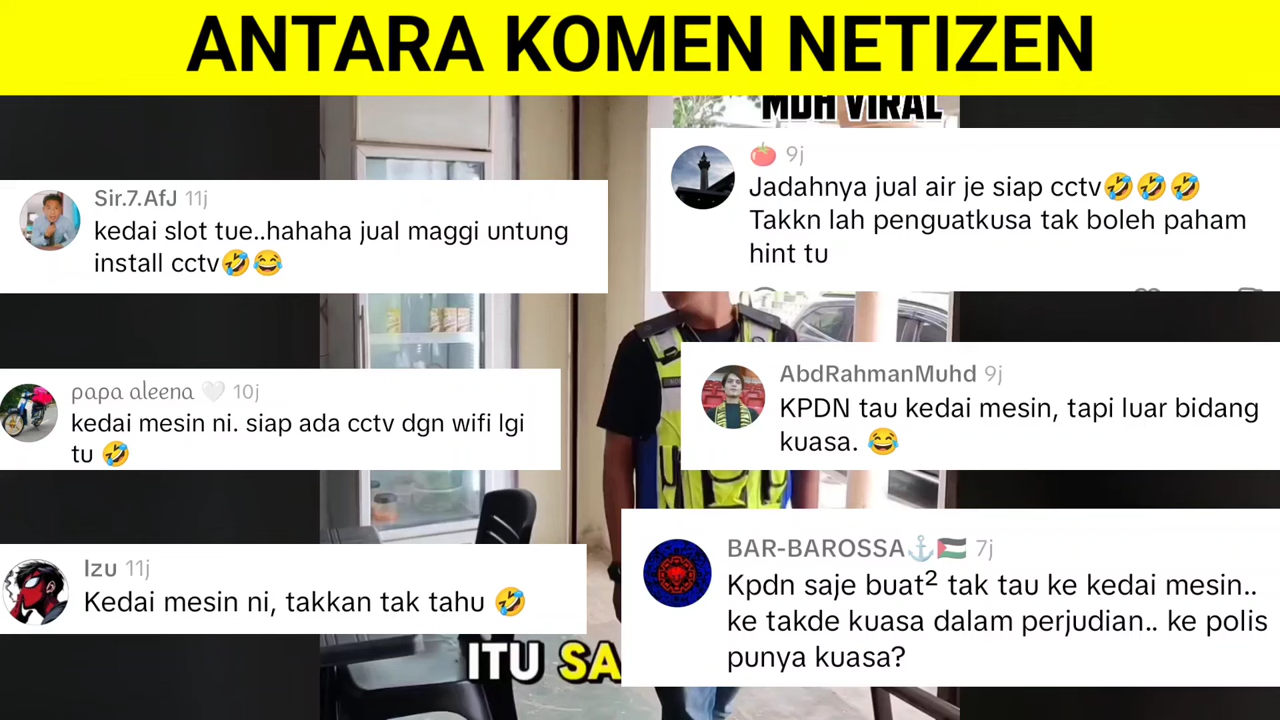 ANTARA KOMEN NETIZEN
MDH VIRAL
Sir.7.AfJ 11j
kedai slot tue..hahaha jual maggi untung
install cctv🤣😂
papa aleena 🤍 10j
kedai mesin ni. siap ada cctv dgn wifi lgi
tu 🤣
Izu 11j
Kedai mesin ni, takkan tak tahu 🤣
🍅 9j
Jadahnya jual air je siap cctv🤣🤣🤣
Takkn lah penguatkusa tak boleh paham
hint tu
AbdRahmanMuhd 9j
KPDN tau kedai mesin, tapi luar bidang
kuasa. 😂
BAR-BAROSSA⚓🇵🇸 7j
Kpdn saje buat² tak tau ke kedai mesin..
ke takde kuasa dalam perjudian.. ke polis
punya kuasa?
ITU SA